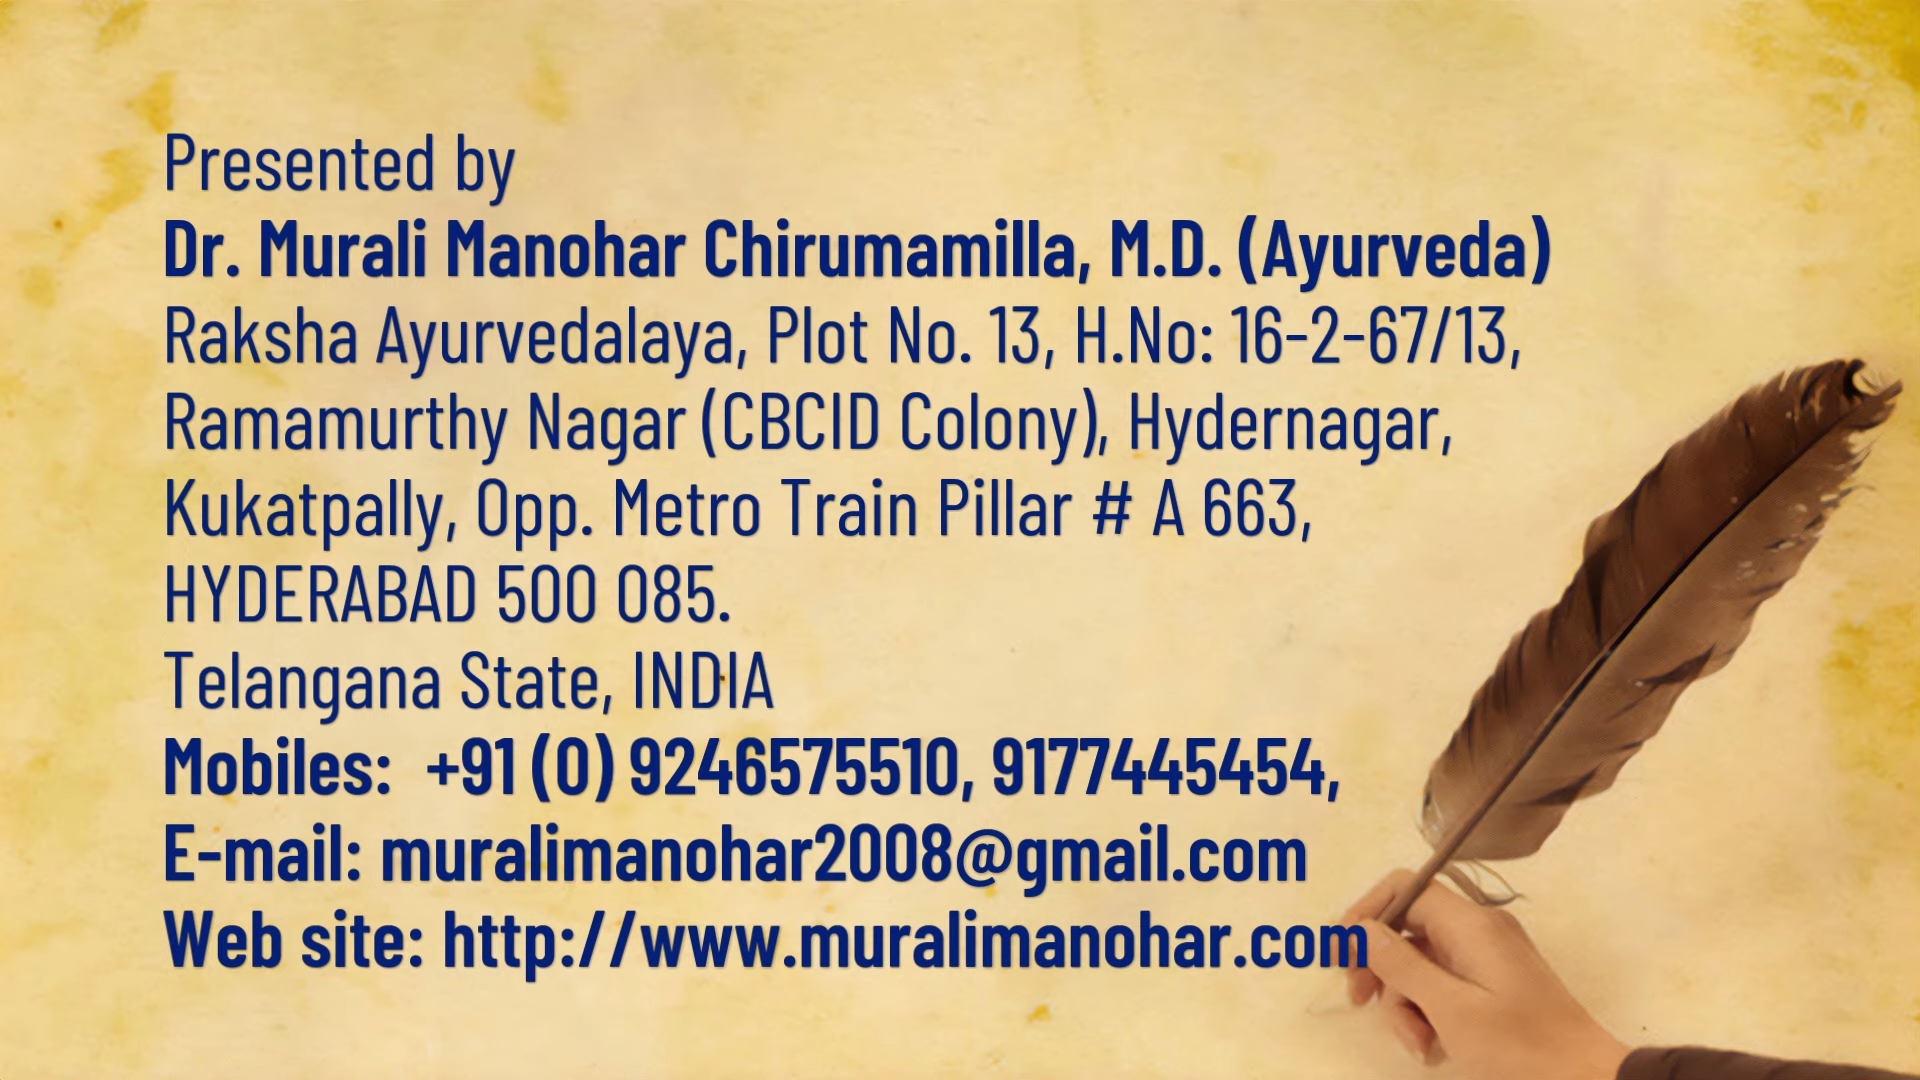 Presented by
Dr. Murali Manohar Chirumamilla, M.D. (Ayurveda)
Raksha Ayurvedalaya, Plot No. 13, H.No: 16-2-67/13,
Ramamurthy Nagar (CBCID Colony), Hydernagar,
Kukatpally, Opp. Metro Train Pillar # A 663,
HYDERABAD 500 085.
Telangana State, INDIA
Mobiles:  +91 (0) 9246575510, 9177445454,
E-mail: muralimanohar2008@gmail.com
Web site: http://www.muralimanohar.com